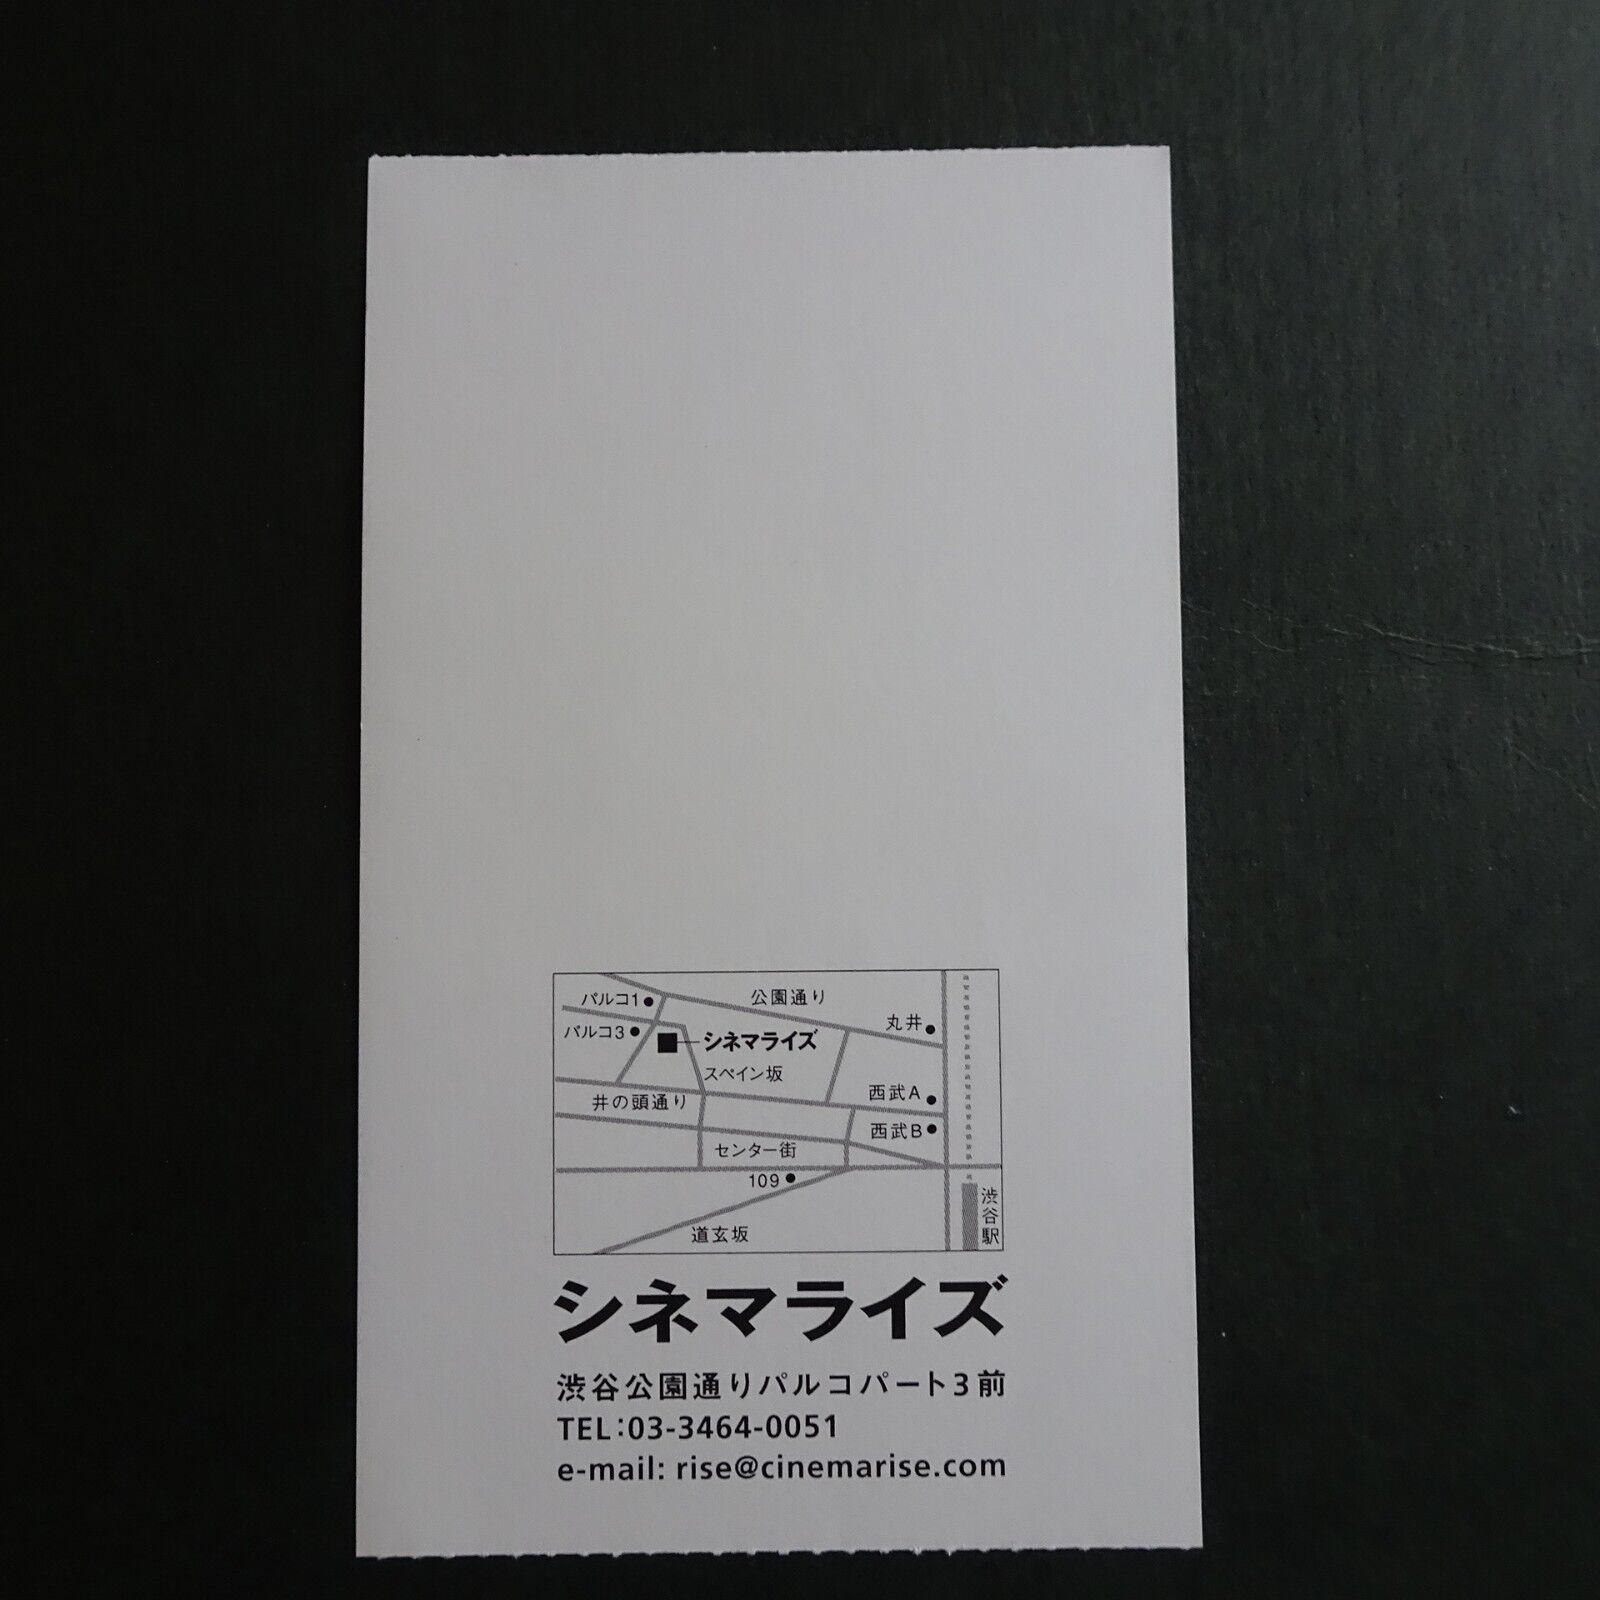 パルコ1
公園通り
丸井
パルコ3
シネマライズ
スペイン坂
西武A
井の頭通り
西武B
センター街
109
渋谷駅
道玄坂
シネマライズ
渋谷公園通りパルコパート3前
TEL:03-3464-0051
e-mail: rise@cinemarise.com